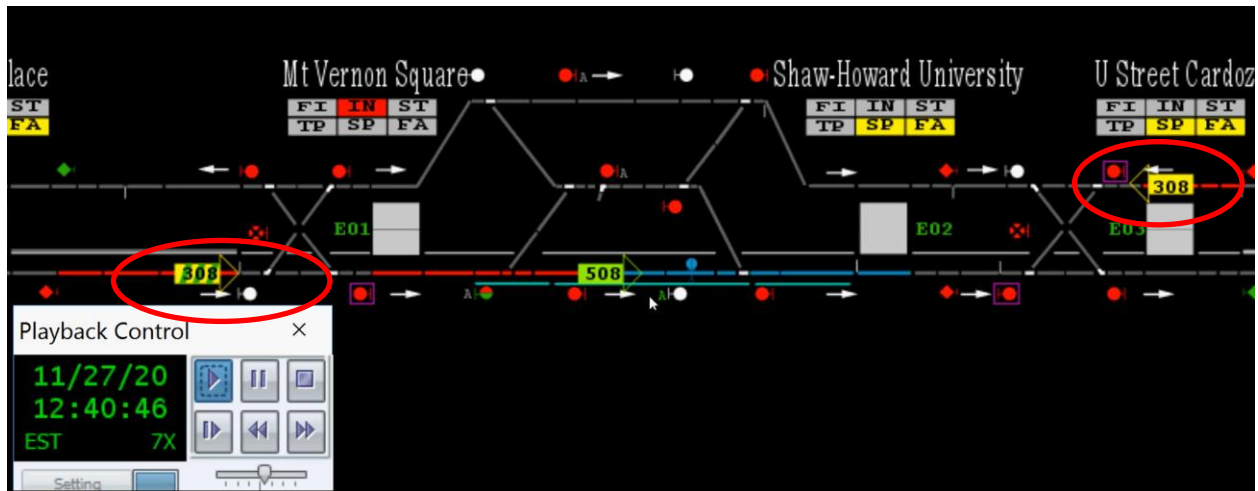 lace
Mt Vernon Square
Shaw-Howard University
U Street Cardoz
ST
FA
FI IN ST
TP SP FA
FI IN ST
TP SP FA
FI IN ST
TP SP FA
A
A
308
E01
E02
E03
308
508
A
A
Playback Control
11/27/20
12:40:46
EST 7X
Setting